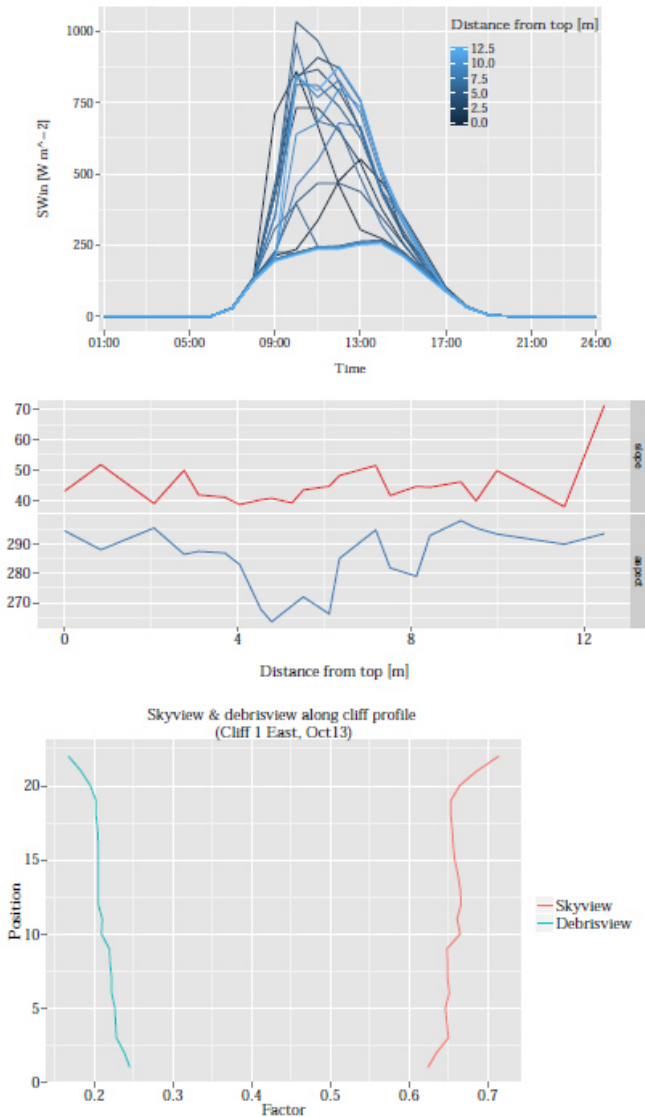 Distance from top [m]
12.5
10.0
7.5
5.0
2.5
0.0
SWin [W m^−2]
1000
750
500
250
0
01:00 05:00 09:00 13:00 17:00 21:00 24:00
Time
70
60
50
40
slope
290
280
270
aspect
0 4 8 12
Distance from top [m]
Skyview & debrisview along cliff profile
(Cliff 1 East, Oct13)
Position
20
15
10
5
0
0.2 0.3 0.4 0.5 0.6 0.7
Factor
Skyview
Debrisview